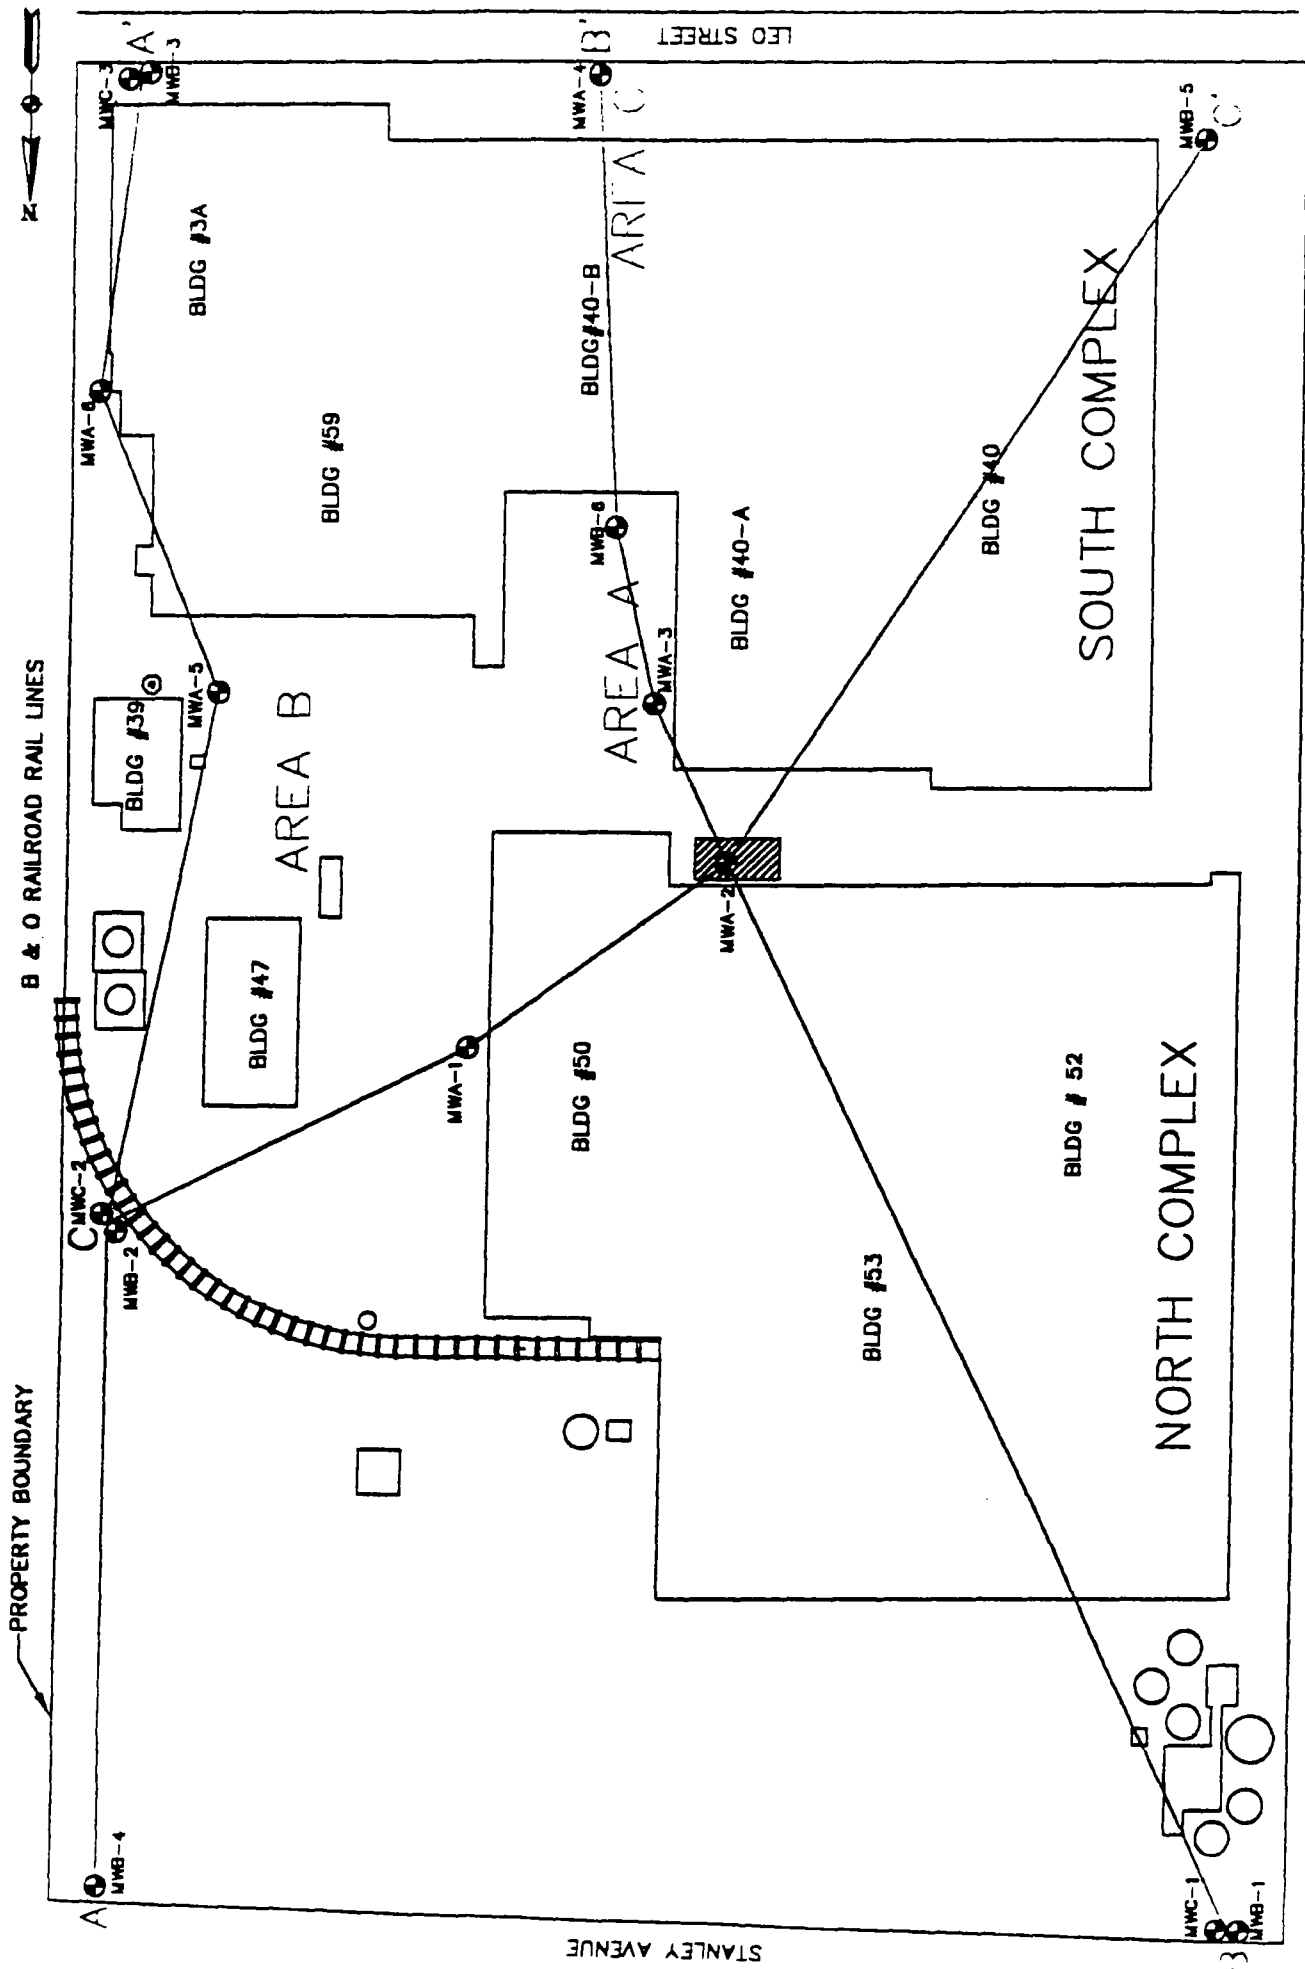 PROPERTY BOUNDARY
B & O RAILROAD RAIL LINES
N
A
MWB-4
C
MWC-2
MWB-2
MWA-5
MWA-6
MWC-3
A'
MWB-3
BLDG #39
BLDG #47
AREA B
BLDG #59
BLDG #3A
MWA-1
BLDG #50
AREA A
MWB-6
MWA-3
BLDG#40-B
MWA-4
B'
AREA C
MWA-2
BLDG #40-A
BLDG #53
BLDG # 52
BLDG #40
NORTH COMPLEX
SOUTH COMPLEX
MWB-5
C'
MWC-1
MWB-1
B
STANLEY AVENUE
LEO STREET